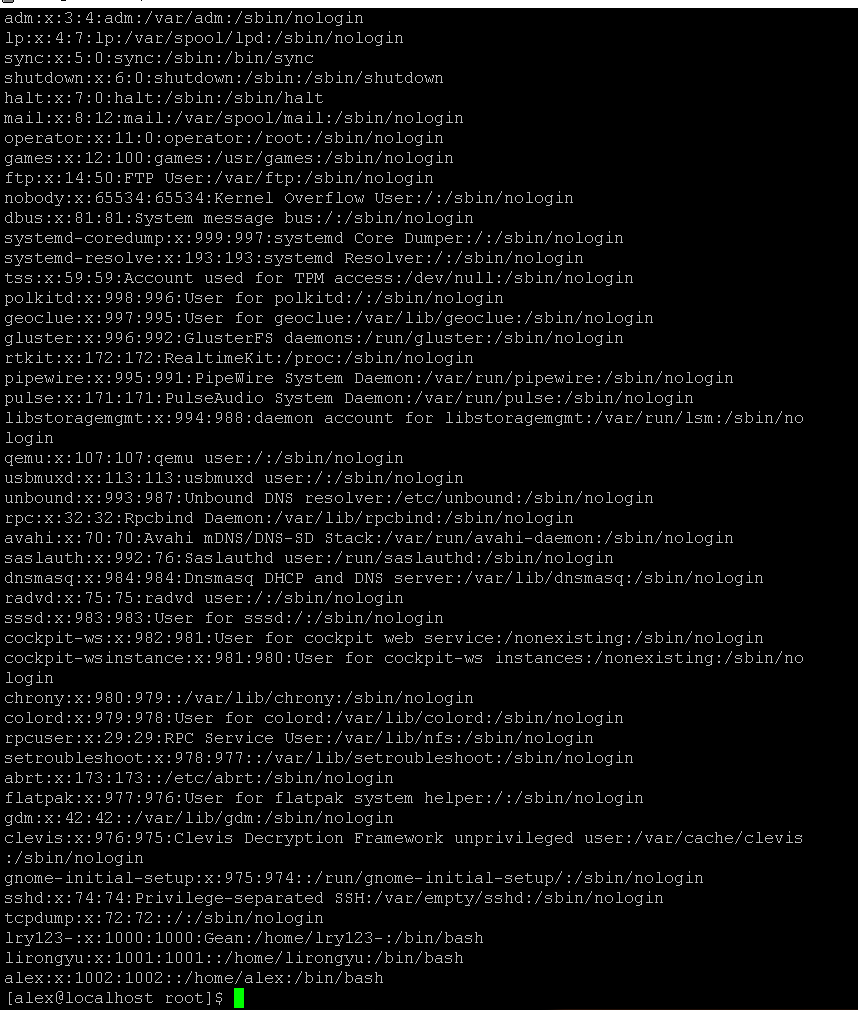 adm:x:3:4:adm:/var/adm:/sbin/nologin
lp:x:4:7:lp:/var/spool/lpd:/sbin/nologin
sync:x:5:0:sync:/sbin:/bin/sync
shutdown:x:6:0:shutdown:/sbin:/sbin/shutdown
halt:x:7:0:halt:/sbin:/sbin/halt
mail:x:8:12:mail:/var/spool/mail:/sbin/nologin
operator:x:11:0:operator:/root:/sbin/nologin
games:x:12:100:games:/usr/games:/sbin/nologin
ftp:x:14:50:FTP User:/var/ftp:/sbin/nologin
nobody:x:65534:65534:Kernel Overflow User:/:/sbin/nologin
dbus:x:81:81:System message bus:/:/sbin/nologin
systemd-coredump:x:999:997:systemd Core Dumper:/:/sbin/nologin
systemd-resolve:x:193:193:systemd Resolver:/:/sbin/nologin
tss:x:59:59:Account used for TPM access:/dev/null:/sbin/nologin
polkitd:x:998:996:User for polkitd:/:/sbin/nologin
geoclue:x:997:995:User for geoclue:/var/lib/geoclue:/sbin/nologin
gluster:x:996:992:GlusterFS daemons:/run/gluster:/sbin/nologin
rtkit:x:172:172:RealtimeKit:/proc:/sbin/nologin
pipewire:x:995:991:PipeWire System Daemon:/var/run/pipewire:/sbin/nologin
pulse:x:171:171:PulseAudio System Daemon:/var/run/pulse:/sbin/nologin
libstoragemgmt:x:994:988:daemon account for libstoragemgmt:/var/run/lsm:/sbin/no
login
qemu:x:107:107:qemu user:/:/sbin/nologin
usbmuxd:x:113:113:usbmuxd user:/:/sbin/nologin
unbound:x:993:987:Unbound DNS resolver:/etc/unbound:/sbin/nologin
rpc:x:32:32:Rpcbind Daemon:/var/lib/rpcbind:/sbin/nologin
avahi:x:70:70:Avahi mDNS/DNS-SD Stack:/var/run/avahi-daemon:/sbin/nologin
saslauth:x:992:76:Saslauthd user:/run/saslauthd:/sbin/nologin
dnsmasq:x:984:984:Dnsmasq DHCP and DNS server:/var/lib/dnsmasq:/sbin/nologin
radvd:x:75:75:radvd user:/:/sbin/nologin
sssd:x:983:983:User for sssd:/:/sbin/nologin
cockpit-ws:x:982:981:User for cockpit web service:/nonexisting:/sbin/nologin
cockpit-wsinstance:x:981:980:User for cockpit-ws instances:/nonexisting:/sbin/no
login
chrony:x:980:979::/var/lib/chrony:/sbin/nologin
colord:x:979:978:User for colord:/var/lib/colord:/sbin/nologin
rpcuser:x:29:29:RPC Service User:/var/lib/nfs:/sbin/nologin
setroubleshoot:x:978:977::/var/lib/setroubleshoot:/sbin/nologin
abrt:x:173:173::/etc/abrt:/sbin/nologin
flatpak:x:977:976:User for flatpak system helper:/:/sbin/nologin
gdm:x:42:42::/var/lib/gdm:/sbin/nologin
clevis:x:976:975:Clevis Decryption Framework unprivileged user:/var/cache/clevis
:/sbin/nologin
gnome-initial-setup:x:975:974::/run/gnome-initial-setup/:/sbin/nologin
sshd:x:74:74:Privilege-separated SSH:/var/empty/sshd:/sbin/nologin
tcpdump:x:72:72::/:/sbin/nologin
lry123-:x:1000:1000:Gean:/home/lry123-:/bin/bash
lirongyu:x:1001:1001::/home/lirongyu:/bin/bash
alex:x:1002:1002::/home/alex:/bin/bash
[alex@localhost root]$